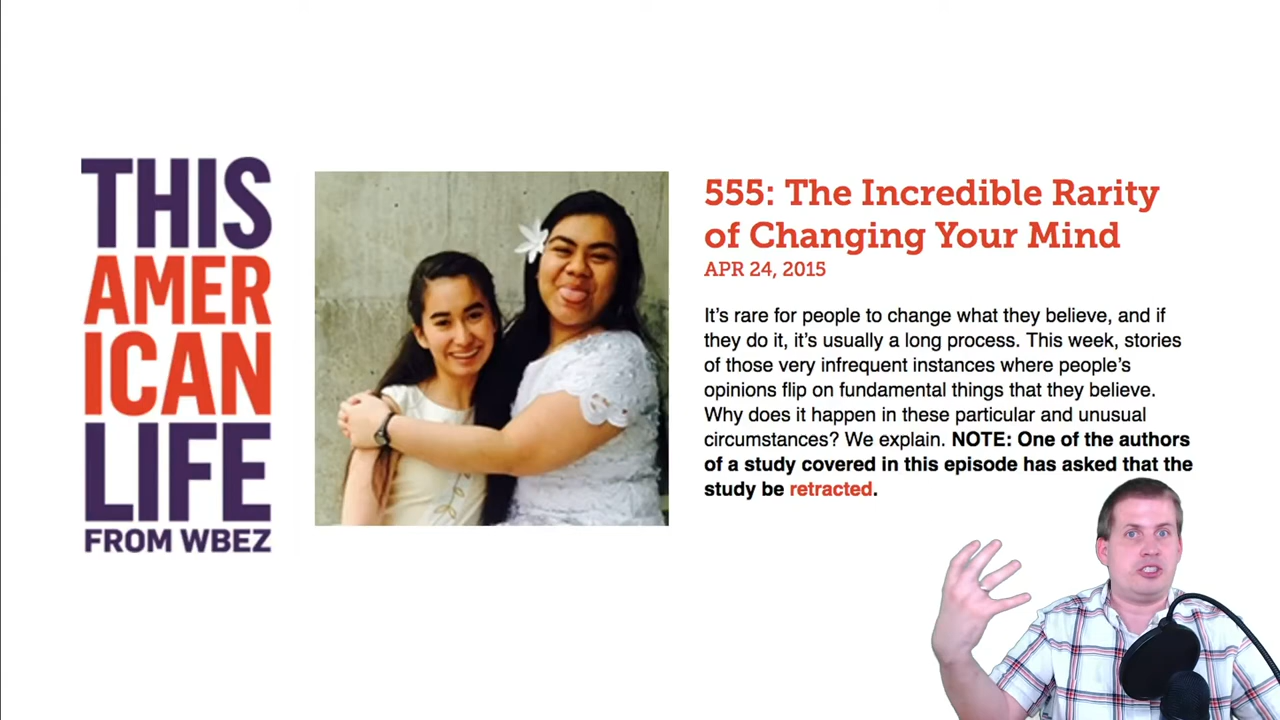 THIS
AMER
ICAN
LIFE
FROM WBEZ
555: The Incredible Rarity
of Changing Your Mind
APR 24, 2015
It’s rare for people to change what they believe, and if
they do it, it’s usually a long process. This week, stories
of those very infrequent instances where people’s
opinions flip on fundamental things that they believe.
Why does it happen in these particular and unusual
circumstances? We explain. NOTE: One of the authors
of a study covered in this episode has asked that the
study be retracted.